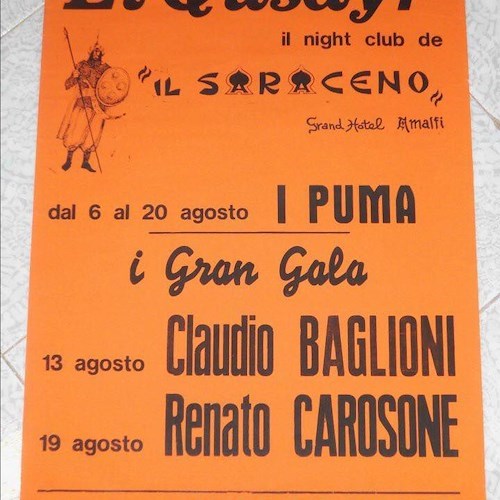 il night club de
"IL SARACENO"
Grand Hotel Amalfi
dal 6 al 20 agosto I PUMA
i Gran Gala
13 agosto Claudio BAGLIONI
19 agosto Renato CAROSONE